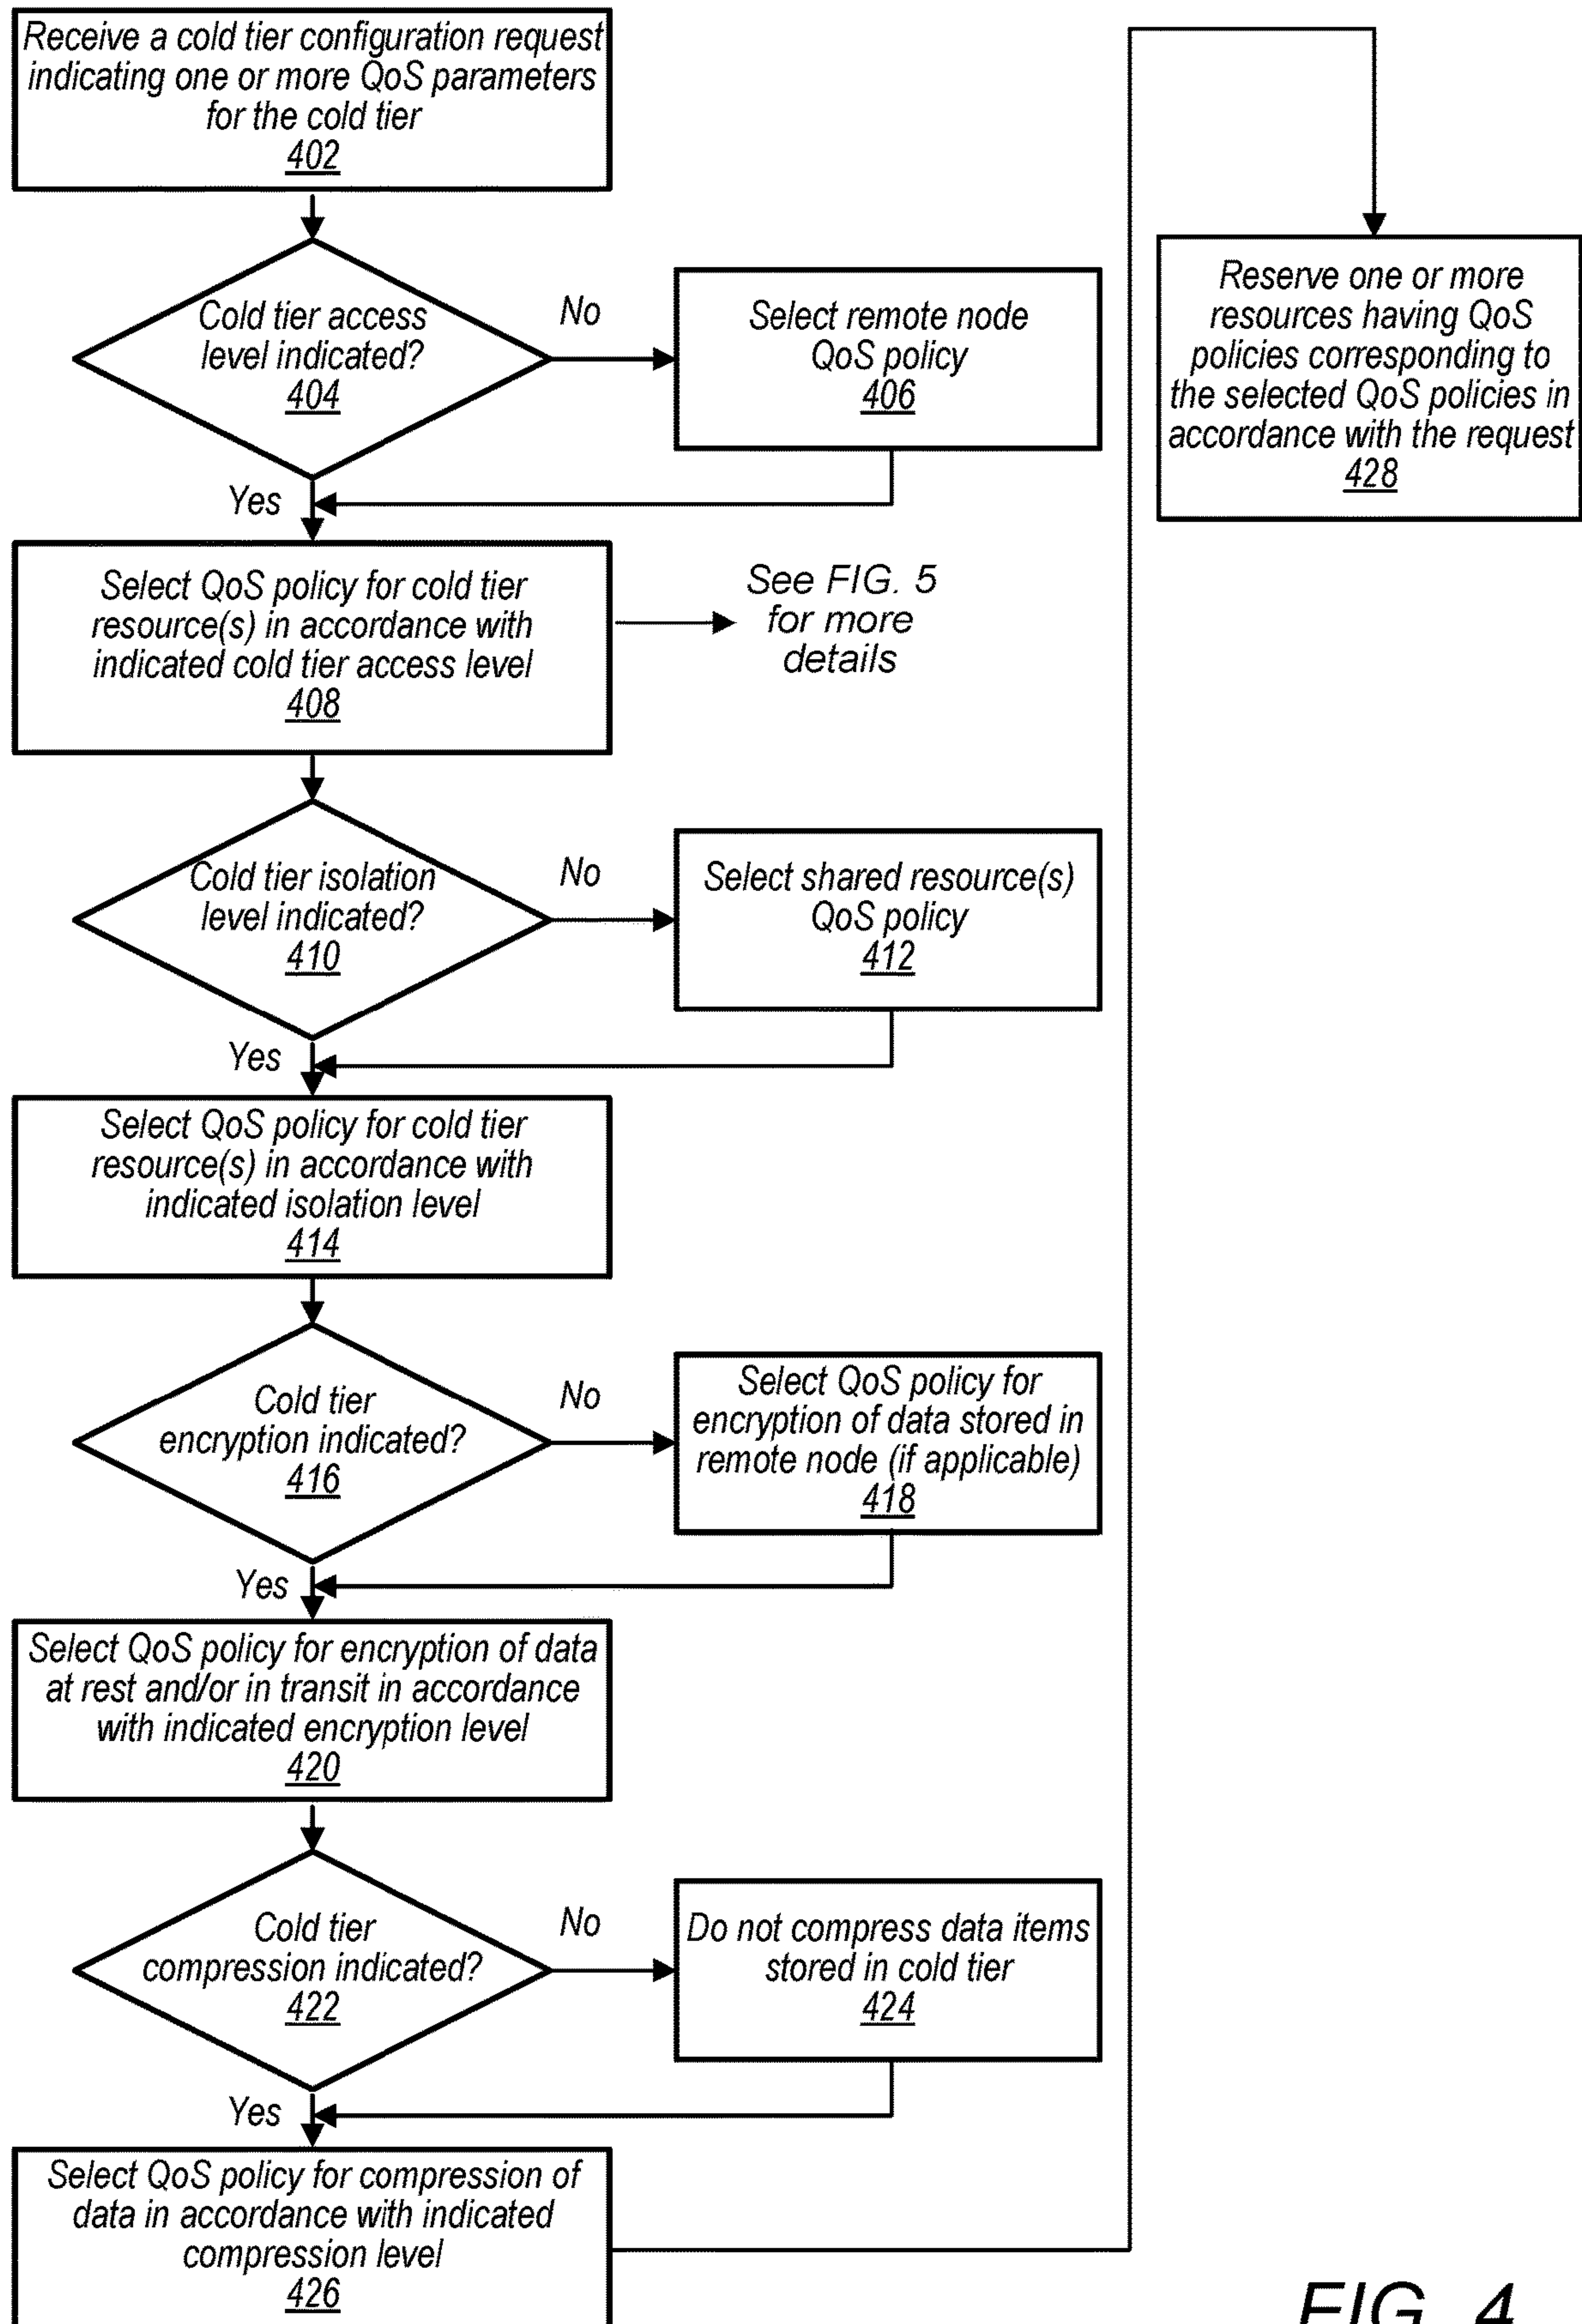 Receive a cold tier configuration request
indicating one or more QoS parameters
for the cold tier
402
Cold tier access
level indicated?
404
No
Select remote node
QoS policy
406
Yes
Select QoS policy for cold tier
resource(s) in accordance with
indicated cold tier access level
408
See FIG. 5
for more
details
Cold tier isolation
level indicated?
410
No
Select shared resource(s)
QoS policy
412
Yes
Select QoS policy for cold tier
resource(s) in accordance with
indicated isolation level
414
Cold tier
encryption indicated?
416
No
Select QoS policy for
encryption of data stored in
remote node (if applicable)
418
Yes
Select QoS policy for encryption of data
at rest and/or in transit in accordance
with indicated encryption level
420
Cold tier
compression indicated?
422
No
Do not compress data items
stored in cold tier
424
Yes
Select QoS policy for compression of
data in accordance with indicated
compression level
426
Reserve one or more
resources having QoS
policies corresponding to
the selected QoS policies in
accordance with the request
428
FIG. 4